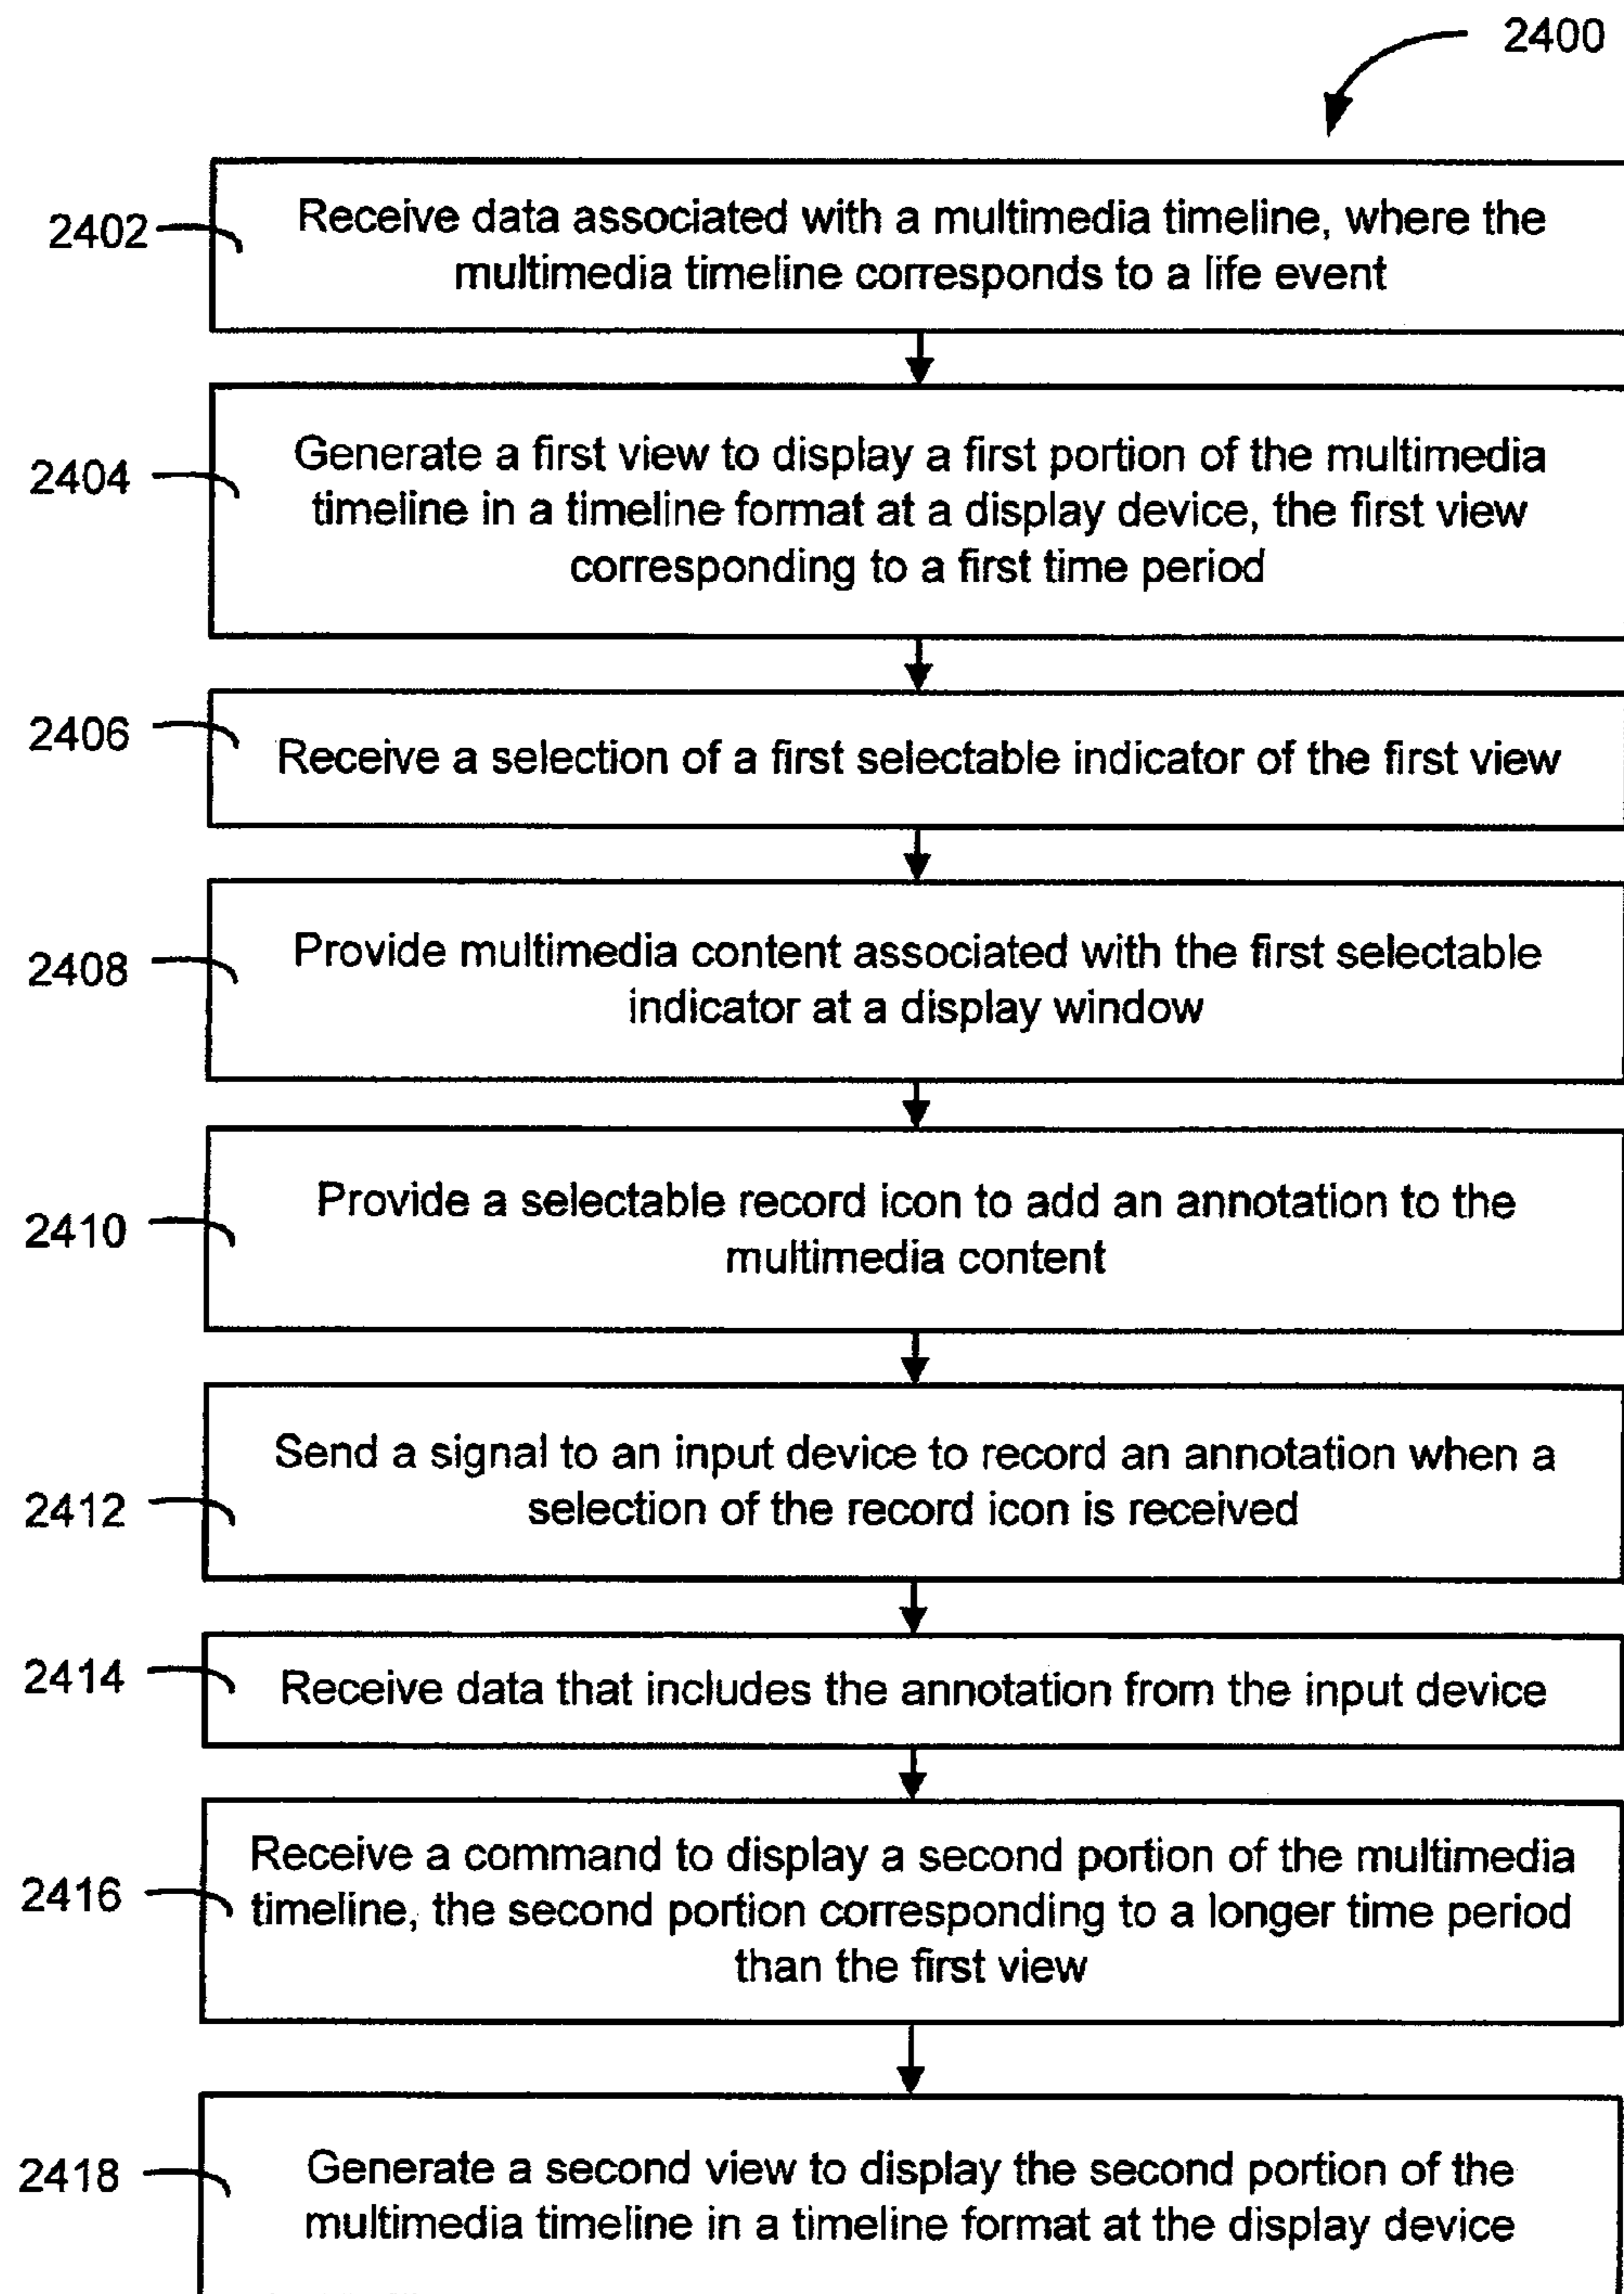 2400
2402
Receive data associated with a multimedia timeline, where the
multimedia timeline corresponds to a life event
2404
Generate a first view to display a first portion of the multimedia
timeline in a timeline format at a display device, the first view
corresponding to a first time period
2406
Receive a selection of a first selectable indicator of the first view
2408
Provide multimedia content associated with the first selectable
indicator at a display window
2410
Provide a selectable record icon to add an annotation to the
multimedia content
2412
Send a signal to an input device to record an annotation when a
selection of the record icon is received
2414
Receive data that includes the annotation from the input device
2416
Receive a command to display a second portion of the multimedia
timeline, the second portion corresponding to a longer time period
than the first view
2418
Generate a second view to display the second portion of the
multimedia timeline in a timeline format at the display device